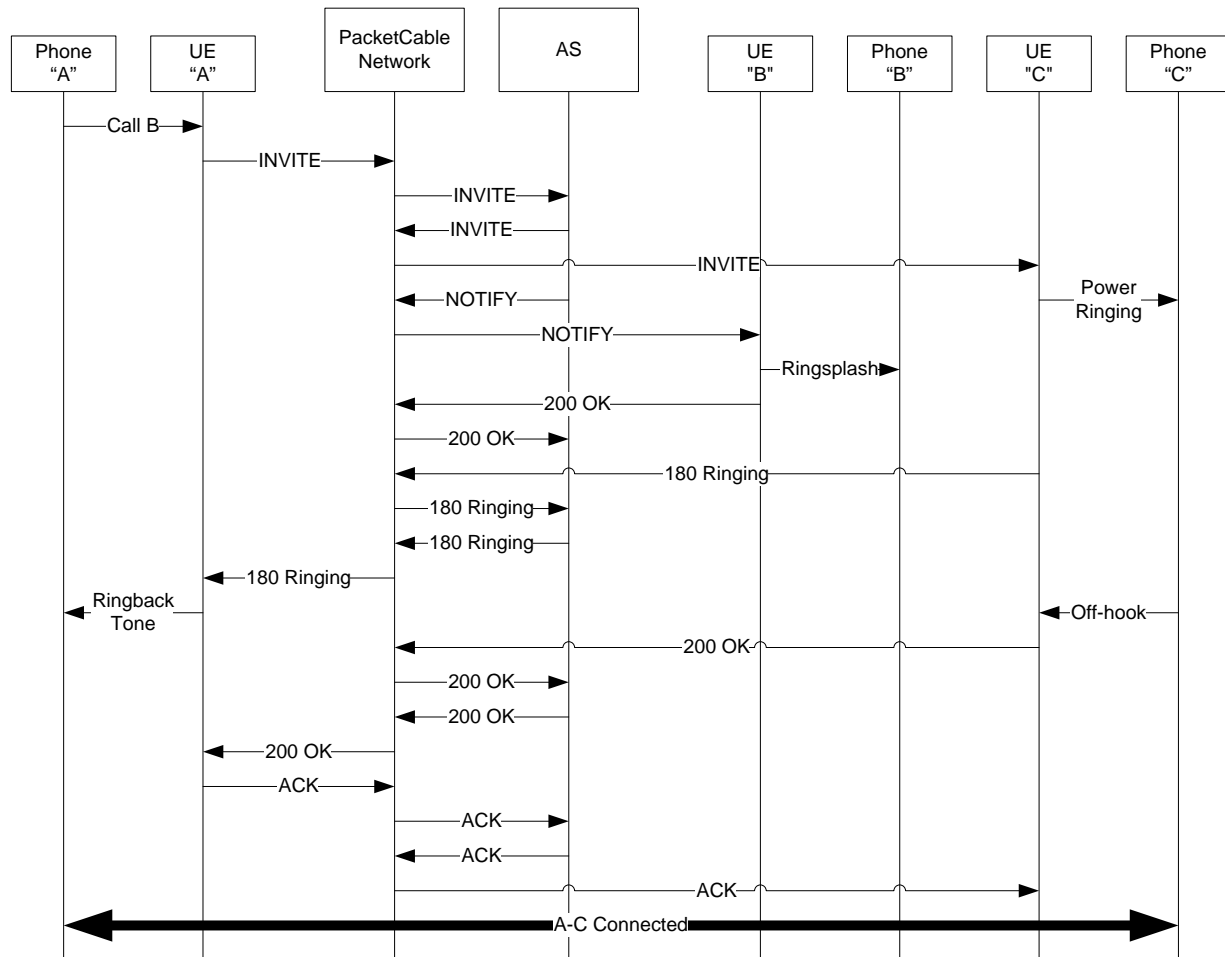 Phone
“A”
UE
“A”
PacketCable
Network
AS
UE
"B"
Phone
“B”
UE
"C"
Phone
“C”
Call B
INVITE
INVITE
INVITE
INVITE
NOTIFY
Power
Ringing
NOTIFY
Ringsplash
200 OK
200 OK
180 Ringing
180 Ringing
180 Ringing
180 Ringing
Ringback
Tone
Off-hook
200 OK
200 OK
200 OK
200 OK
ACK
ACK
ACK
ACK
A-C Connected